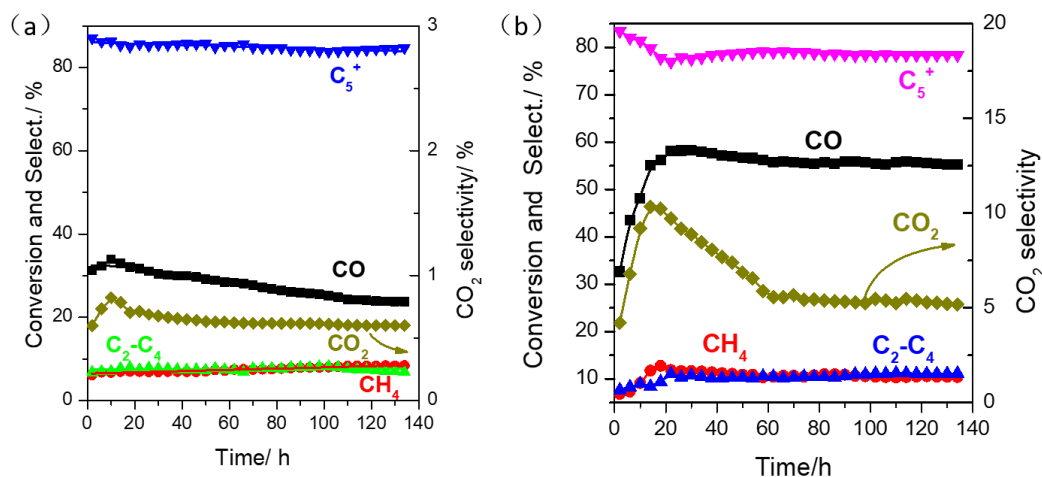 (a)
Conversion and Select./ %
80
60
40
20
0
0 20 40 60 80 100 120 140
Time/ h
3
2
1
0
CO₂ selectivity/ %
C₅⁺
CO
C₂-C₄
CO₂
CH₄
(b)
Conversion and Select./ %
80
70
60
50
40
30
20
10
0 20 40 60 80 100 120 140
Time/h
20
15
10
5
0
CO₂ selectivity
C₅⁺
CO
CO₂
CH₄
C₂-C₄